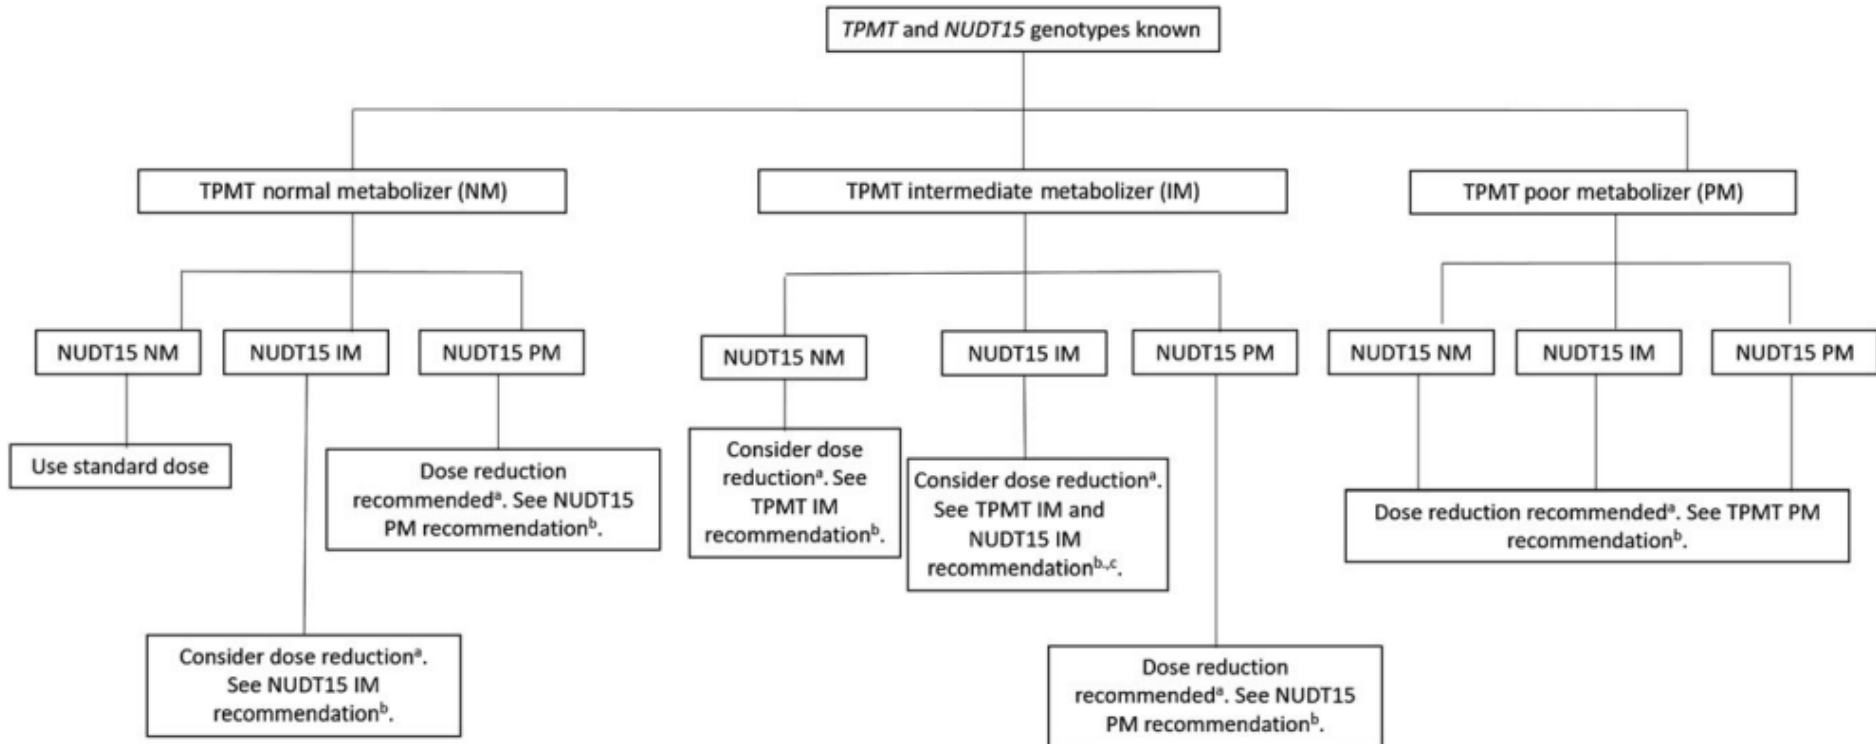 TPMT and NUDT15 genotypes known
TPMT normal metabolizer (NM)
TPMT intermediate metabolizer (IM)
TPMT poor metabolizer (PM)
NUDT15 NM
NUDT15 IM
NUDT15 PM
NUDT15 NM
NUDT15 IM
NUDT15 PM
NUDT15 NM
NUDT15 IM
NUDT15 PM
Use standard dose
Dose reduction
recommendedᵃ. See NUDT15
PM recommendationᵇ.
Consider dose
reductionᵃ. See
TPMT IM
recommendationᵇ.
Consider dose reductionᵃ.
See TPMT IM and
NUDT15 IM
recommendationᵇ·,ᶜ.
Dose reduction recommendedᵃ. See TPMT PM
recommendationᵇ.
Consider dose reductionᵃ.
See NUDT15 IM
recommendationᵇ.
Dose reduction
recommendedᵃ. See NUDT15
PM recommendationᵇ.